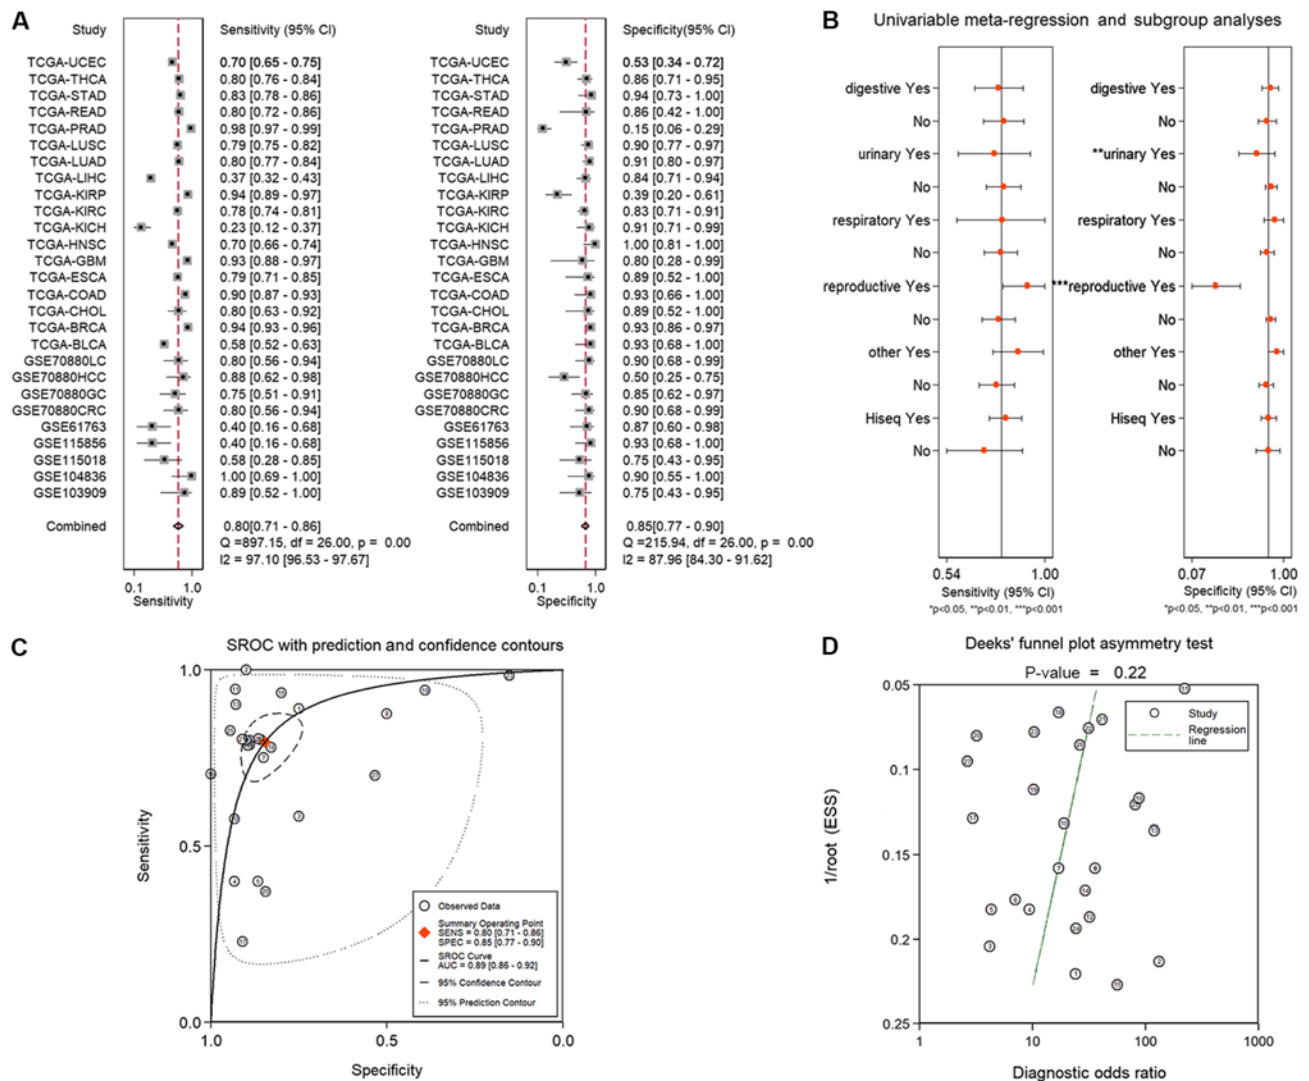 A
Study
Sensitivity (95% CI)
TCGA-UCEC 0.70 [0.65 - 0.75]
TCGA-THCA 0.80 [0.76 - 0.84]
TCGA-STAD 0.83 [0.78 - 0.86]
TCGA-READ 0.80 [0.72 - 0.86]
TCGA-PRAD 0.98 [0.97 - 0.99]
TCGA-LUSC 0.79 [0.75 - 0.82]
TCGA-LUAD 0.80 [0.77 - 0.84]
TCGA-LIHC 0.37 [0.32 - 0.43]
TCGA-KIRP 0.94 [0.89 - 0.97]
TCGA-KIRC 0.78 [0.74 - 0.81]
TCGA-KICH 0.23 [0.12 - 0.37]
TCGA-HNSC 0.70 [0.66 - 0.74]
TCGA-GBM 0.93 [0.88 - 0.97]
TCGA-ESCA 0.79 [0.71 - 0.85]
TCGA-COAD 0.90 [0.87 - 0.93]
TCGA-CHOL 0.80 [0.63 - 0.92]
TCGA-BRCA 0.94 [0.93 - 0.96]
TCGA-BLCA 0.58 [0.52 - 0.63]
GSE70880LC 0.80 [0.56 - 0.94]
GSE70880HCC 0.88 [0.62 - 0.98]
GSE70880GC 0.75 [0.51 - 0.91]
GSE70880CRC 0.80 [0.56 - 0.94]
GSE61763 0.40 [0.16 - 0.68]
GSE115856 0.40 [0.16 - 0.68]
GSE115018 0.58 [0.28 - 0.85]
GSE104836 1.00 [0.69 - 1.00]
GSE103909 0.89 [0.52 - 1.00]
Combined 0.80[0.71 - 0.86]
Q =897.15, df = 26.00, p = 0.00
I2 = 97.10 [96.53 - 97.67]
0.1 1.0
Sensitivity
Study
Specificity (95% CI)
TCGA-UCEC 0.53 [0.34 - 0.72]
TCGA-THCA 0.86 [0.71 - 0.95]
TCGA-STAD 0.94 [0.73 - 1.00]
TCGA-READ 0.86 [0.42 - 1.00]
TCGA-PRAD 0.15 [0.06 - 0.29]
TCGA-LUSC 0.90 [0.77 - 0.97]
TCGA-LUAD 0.91 [0.80 - 0.97]
TCGA-LIHC 0.84 [0.71 - 0.94]
TCGA-KIRP 0.39 [0.20 - 0.61]
TCGA-KIRC 0.83 [0.71 - 0.91]
TCGA-KICH 0.91 [0.71 - 0.99]
TCGA-HNSC 1.00 [0.81 - 1.00]
TCGA-GBM 0.80 [0.28 - 0.99]
TCGA-ESCA 0.89 [0.52 - 1.00]
TCGA-COAD 0.93 [0.66 - 1.00]
TCGA-CHOL 0.89 [0.52 - 1.00]
TCGA-BRCA 0.93 [0.86 - 0.97]
TCGA-BLCA 0.93 [0.68 - 1.00]
GSE70880LC 0.90 [0.68 - 0.99]
GSE70880HCC 0.50 [0.25 - 0.75]
GSE70880GC 0.85 [0.62 - 0.97]
GSE70880CRC 0.90 [0.68 - 0.99]
GSE61763 0.87 [0.60 - 0.98]
GSE115856 0.93 [0.68 - 1.00]
GSE115018 0.75 [0.43 - 0.95]
GSE104836 0.90 [0.55 - 1.00]
GSE103909 0.75 [0.43 - 0.95]
Combined 0.85[0.77 - 0.90]
Q =215.94, df = 26.00, p = 0.00
I2 = 87.96 [84.30 - 91.62]
0.1 1.0
Specificity
B
Univariable meta-regression and subgroup analyses
digestive Yes
No
urinary Yes
No
respiratory Yes
No
reproductive Yes
No
other Yes
No
Hiseq Yes
No
0.54 1.00
Sensitivity (95% CI)
*p<0.05, **p<0.01, ***p<0.001
digestive Yes
No
**urinary Yes
No
respiratory Yes
No
***reproductive Yes
No
other Yes
No
Hiseq Yes
No
0.07 1.00
Specificity (95% CI)
*p<0.05, **p<0.01, ***p<0.001
C
SROC with prediction and confidence contours
1.0
0.5
0.0
Sensitivity
1.0 0.5 0.0
Specificity
Observed Data
Summary Operating Point
SENS = 0.80 [0.71 - 0.86]
SPEC = 0.85 [0.77 - 0.90]
SROC Curve
AUC = 0.89 [0.86 - 0.92]
95% Confidence Contour
95% Prediction Contour
D
Deeks' funnel plot asymmetry test
P-value = 0.22
0.05
0.1
0.15
0.2
0.25
1/root (ESS)
Study
Regression
line
1 10 100 1000
Diagnostic odds ratio